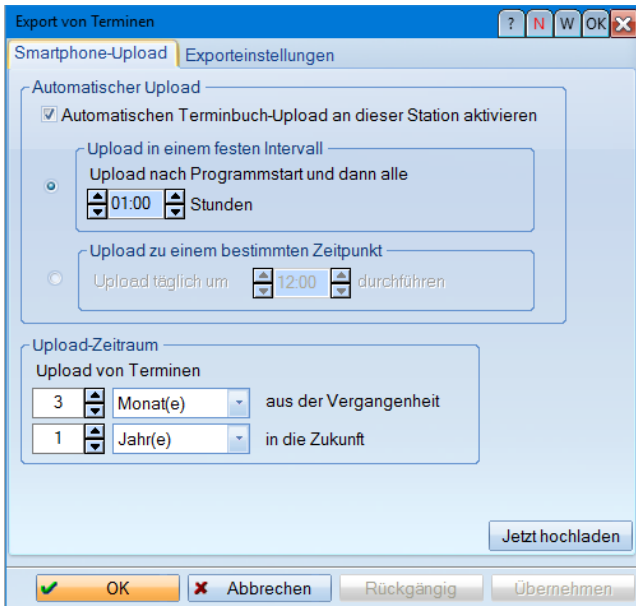 Export von Terminen ? N W OK
Smartphone-Upload Exporteinstellungen
Automatischer Upload
Automatischen Terminbuch-Upload an dieser Station aktivieren
Upload in einem festen Intervall
Upload nach Programmstart und dann alle
01:00 Stunden
Upload zu einem bestimmten Zeitpunkt
Upload täglich um 12:00 durchführen
Upload-Zeitraum
Upload von Terminen
3 Monat(e) aus der Vergangenheit
1 Jahr(e) in die Zukunft
Jetzt hochladen
OK Abbrechen Rückgängig Übernehmen